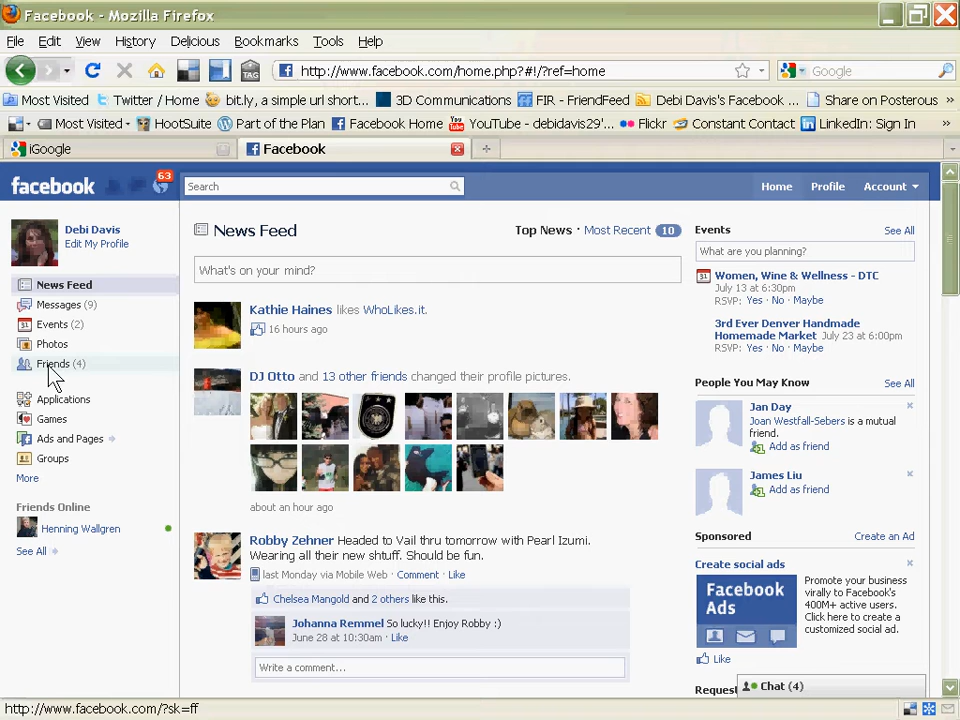 Facebook - Mozilla Firefox
File Edit View History Delicious Bookmarks Tools Help
TAG http://www.facebook.com/home.php?#!/?ref=home Google
Most Visited Twitter / Home bit.ly, a simple url short... 3D Communications FIR - FriendFeed Debi Davis's Facebook ... Share on Posterous »
Most Visited HootSuite Part of the Plan Facebook Home YouTube - debidavis29'... Flickr Constant Contact LinkedIn: Sign In »
iGoogle Facebook
facebook 63 Search Home Profile Account
Debi Davis
Edit My Profile
News Feed
Messages (9)
Events (2)
Photos
Friends (4)
Applications
Games
Ads and Pages
Groups
More
Friends Online
Henning Wallgren
See All
News Feed Top News · Most Recent 10
What's on your mind?
Kathie Haines likes WhoLikes.it.
16 hours ago
DJ Otto and 13 other friends changed their profile pictures.
about an hour ago
Robby Zehner Headed to Vail thru tomorrow with Pearl Izumi.
Wearing all their new shtuff. Should be fun.
last Monday via Mobile Web · Comment · Like
Chelsea Mangold and 2 others like this.
Johanna Remmel So lucky!! Enjoy Robby :)
June 28 at 10:30am · Like
Write a comment...
Events See All
What are you planning?
31 Women, Wine & Wellness - DTC
July 13 at 6:30pm
RSVP: Yes · No · Maybe
3rd Ever Denver Handmade
Homemade Market July 23 at 6:00pm
RSVP: Yes · No · Maybe
People You May Know See All
Jan Day
Joan Westfall-Sebers is a mutual
friend.
Add as friend
James Liu
Add as friend
Sponsored Create an Ad
Create social ads
Facebook
Ads
Promote your business
virally to Facebook's
400M+ active users.
Click here to create a
customized social ad.
Like
Request
Chat (4)
http://www.facebook.com/?sk=ff